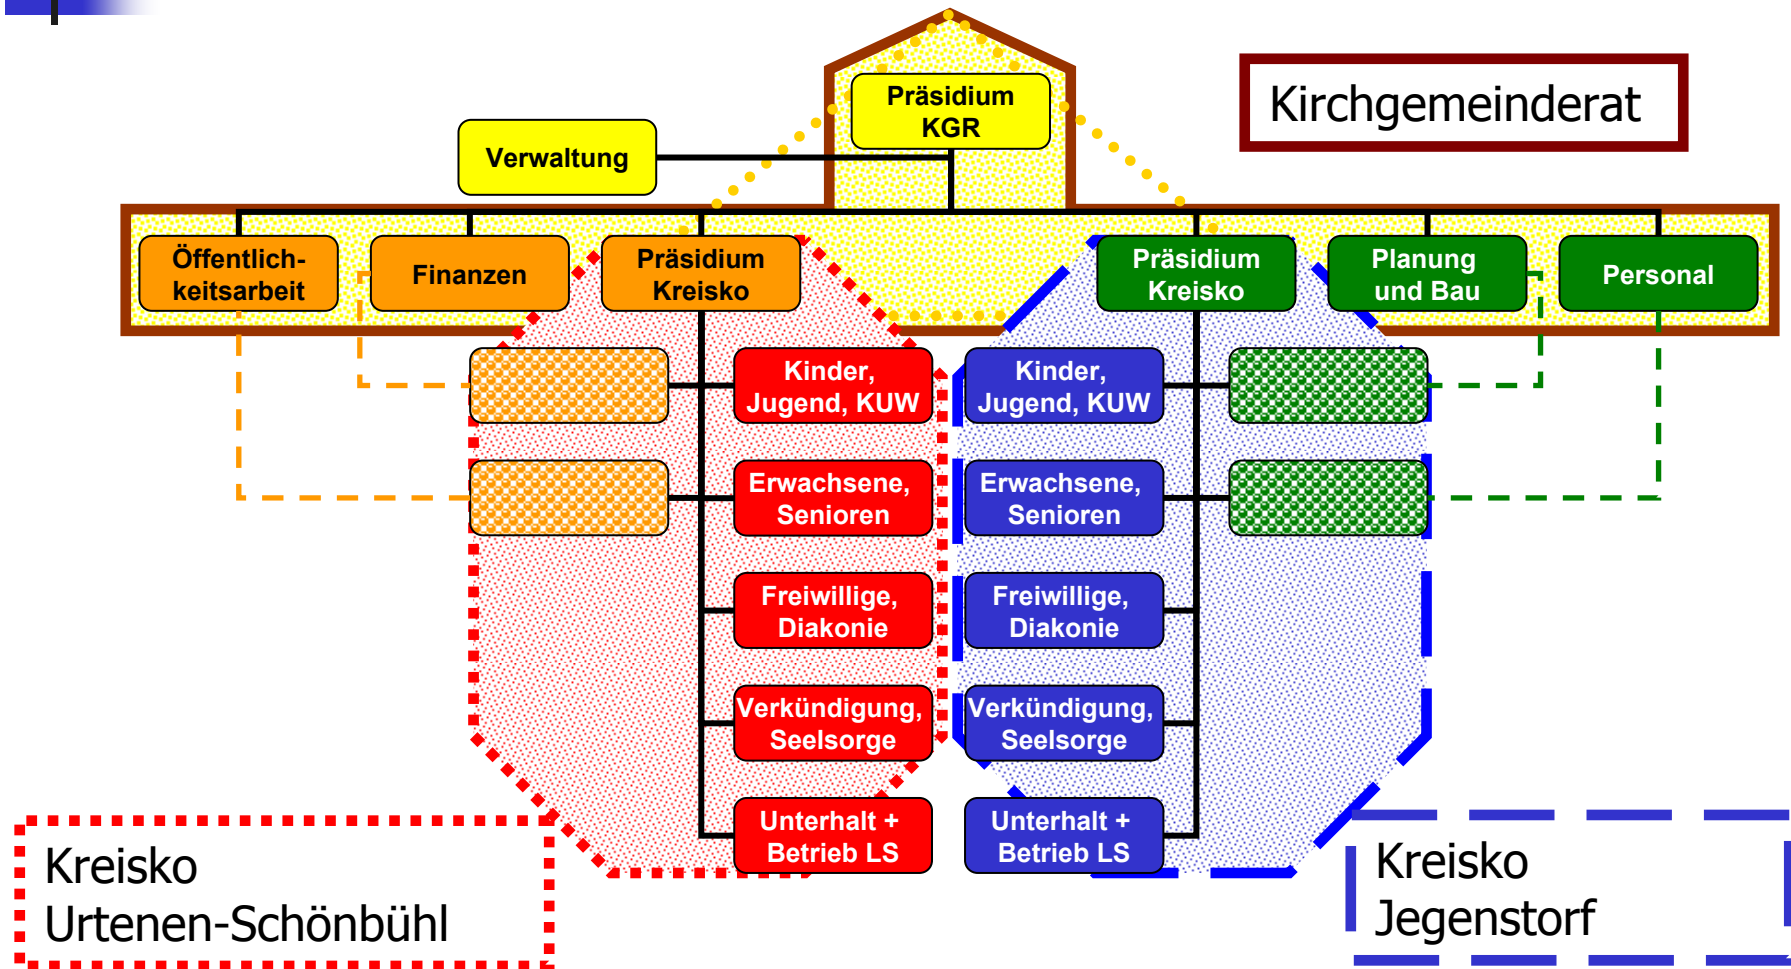 Präsidium
KGR
Kirchgemeinderat
Verwaltung
Öffentlich-
keitsarbeit
Finanzen
Präsidium
Kreisko
Präsidium
Kreisko
Planung
und Bau
Personal
Kinder,
Jugend, KUW
Kinder,
Jugend, KUW
Erwachsene,
Senioren
Erwachsene,
Senioren
Freiwillige,
Diakonie
Freiwillige,
Diakonie
Verkündigung,
Seelsorge
Verkündigung,
Seelsorge
Unterhalt +
Betrieb LS
Unterhalt +
Betrieb LS
Kreisko
Urtenen-Schönbühl
Kreisko
Jegenstorf